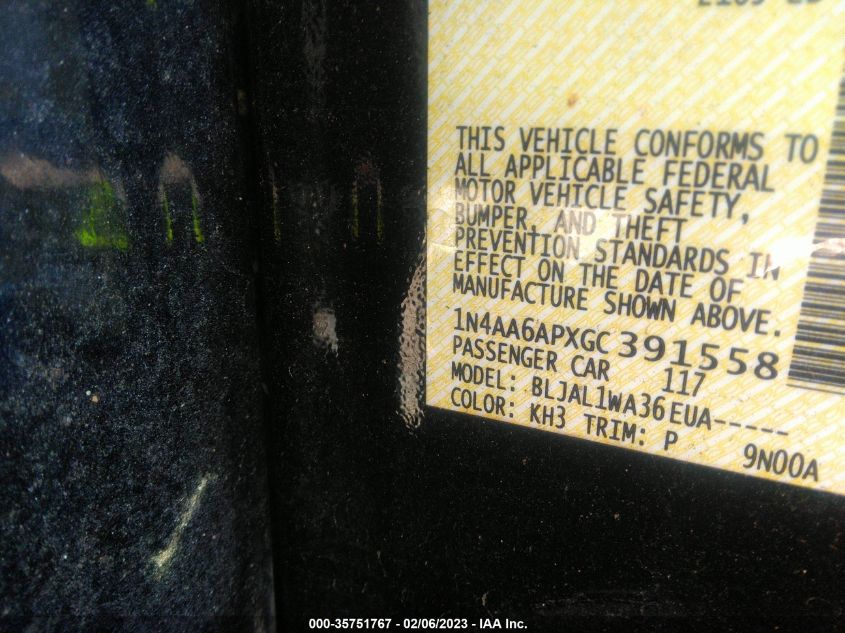 THIS VEHICLE CONFORMS TO
ALL APPLICABLE FEDERAL
MOTOR VEHICLE SAFETY,
BUMPER, AND THEFT
PREVENTION STANDARDS IN
EFFECT ON THE DATE OF
MANUFACTURE SHOWN ABOVE.
1N4AA6APXGC391558
PASSENGER CAR 117
MODEL: BLJAL1WA36EUA-----
COLOR: KH3 TRIM: P
9N00A
000-35751767 - 02/06/2023 - IAA Inc.